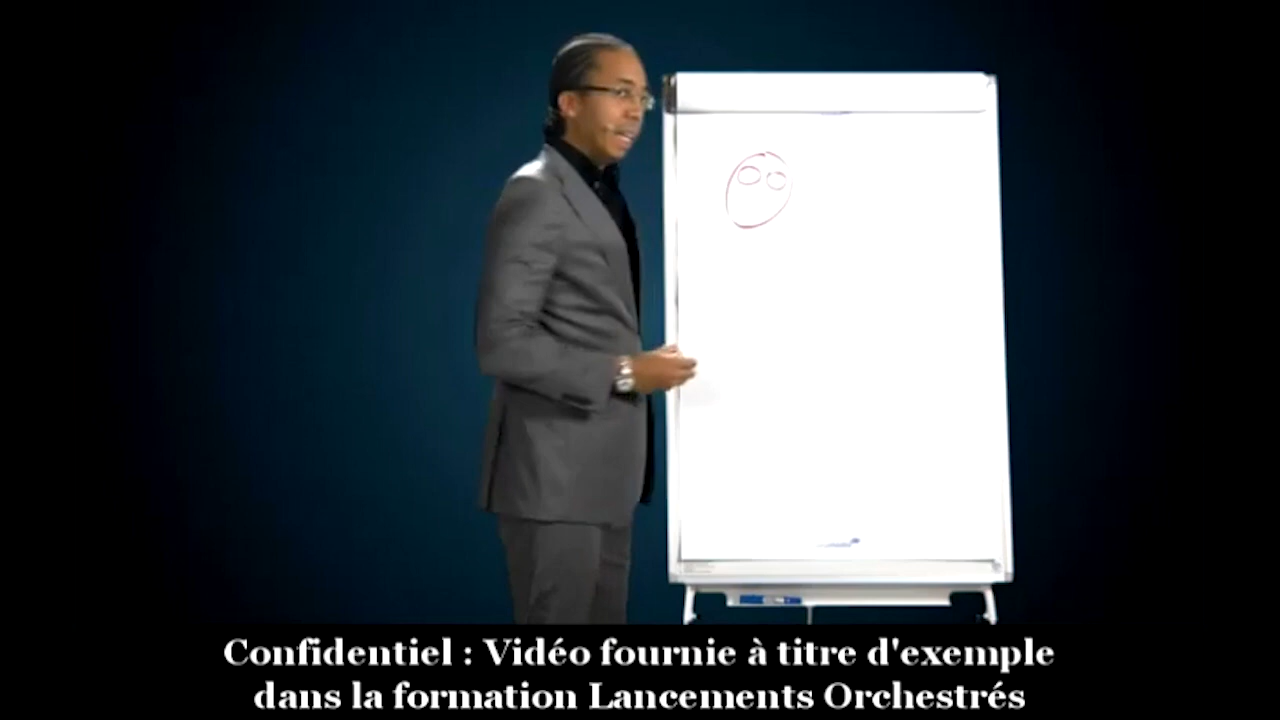 Confidentiel : Vidéo fournie à titre d'exemple
dans la formation Lancements Orchestrés